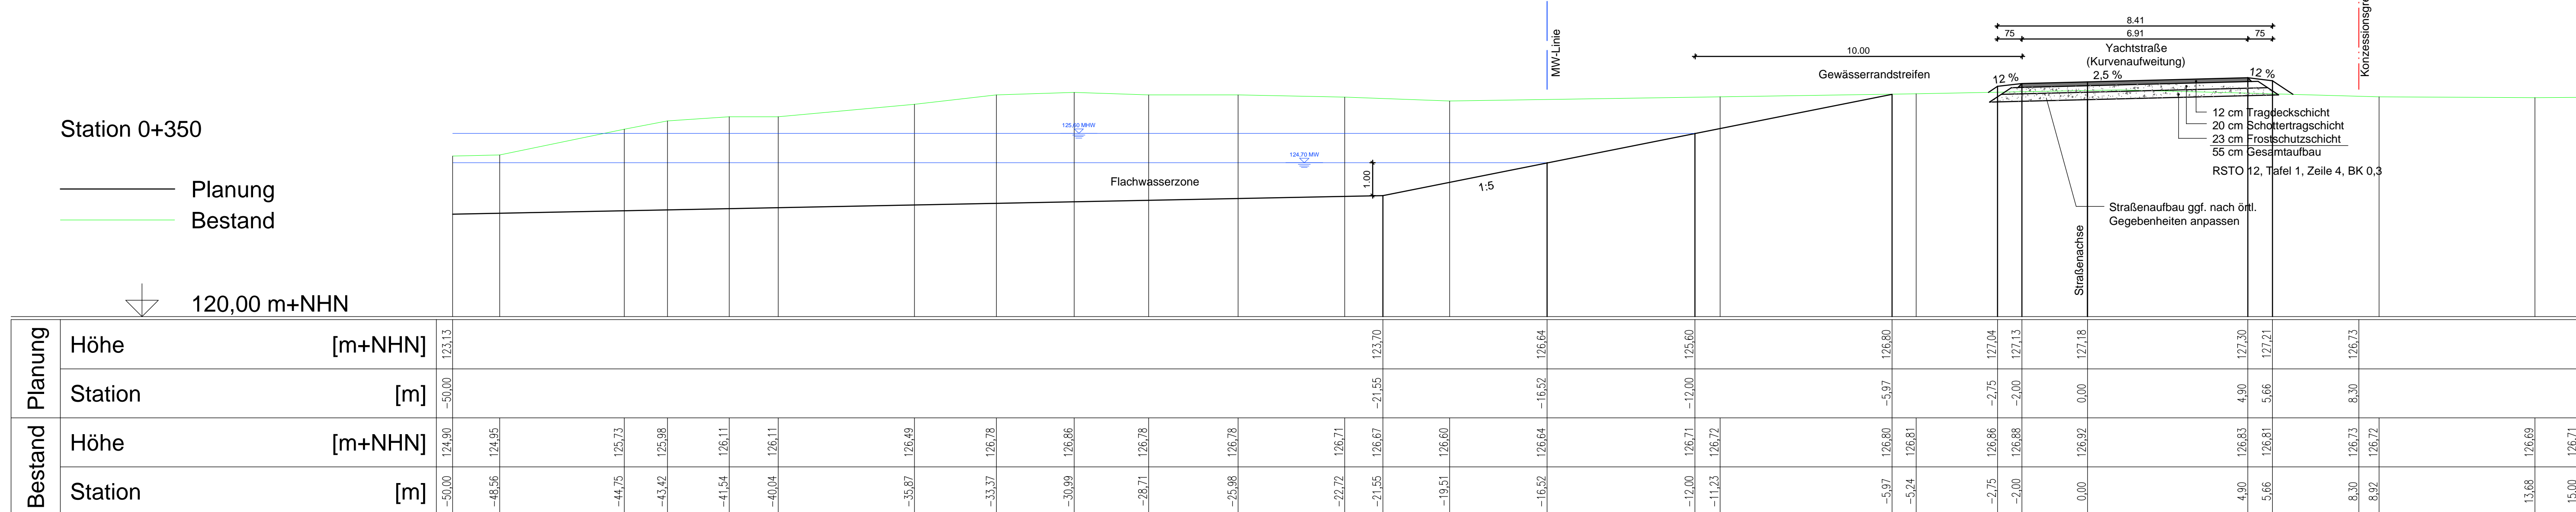 8.41
75 6.91 75
10.00
Yachtstraße
(Kurvenaufweitung)
MW-Linie
Konzessionsgre
Gewässerrandstreifen
12 % 2,5 % 12 %
Station 0+350
125,60 MHW
124,70 MW
12 cm Tragdeckschicht
20 cm Schottertragschicht
23 cm Frostschutzschicht
55 cm Gesamtaufbau
RSTO 12, Tafel 1, Zeile 4, BK 0,3
Flachwasserzone
1.00
1:5
Planung
Bestand
Straßenaufbau ggf. nach örtl.
Gegebenheiten anpassen
Straßenachse
120,00 m+NHN
Planung
Höhe [m+NHN] 123,13 123,70 126,64 125,60 126,80 127,04 127,13 127,18 127,30 127,21 126,73
Station [m] -50,00 -21,55 -16,52 -12,00 -5,97 -2,75 -2,00 0,00 4,90 5,66 8,30
Bestand
Höhe [m+NHN] 124,90 124,95 125,73 125,98 126,11 126,11 126,49 126,78 126,86 126,78 126,78 126,71 126,67 126,60 126,64 126,71 126,72 126,80 126,81 126,86 126,88 126,92 126,83 126,81 126,73 126,72 126,69 126,71
Station [m] -50,00 -48,56 -44,75 -43,42 -41,54 -40,04 -35,87 -33,37 -30,99 -28,71 -25,98 -22,72 -21,55 -19,51 -16,52 -12,00 -11,23 -5,97 -5,24 -2,75 -2,00 0,00 4,90 5,66 8,30 8,92 13,68 15,00